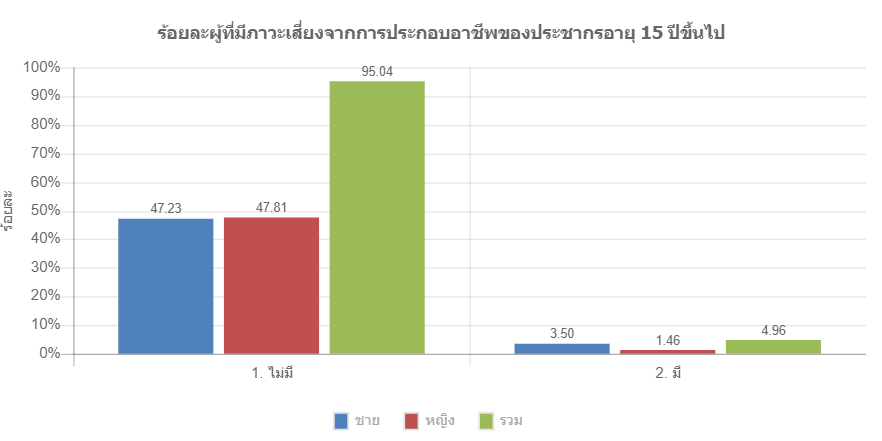 ร้อยละผู้ที่มีภาวะเสี่ยงจากการประกอบอาชีพของประชากรอายุ 15 ปีขึ้นไป
100%
90%
80%
70%
60%
50%
40%
30%
20%
10%
0%
ร้อยละ
47.23
47.81
95.04
3.50
1.46
4.96
1. ไม่มี
2. มี
ชาย
หญิง
รวม